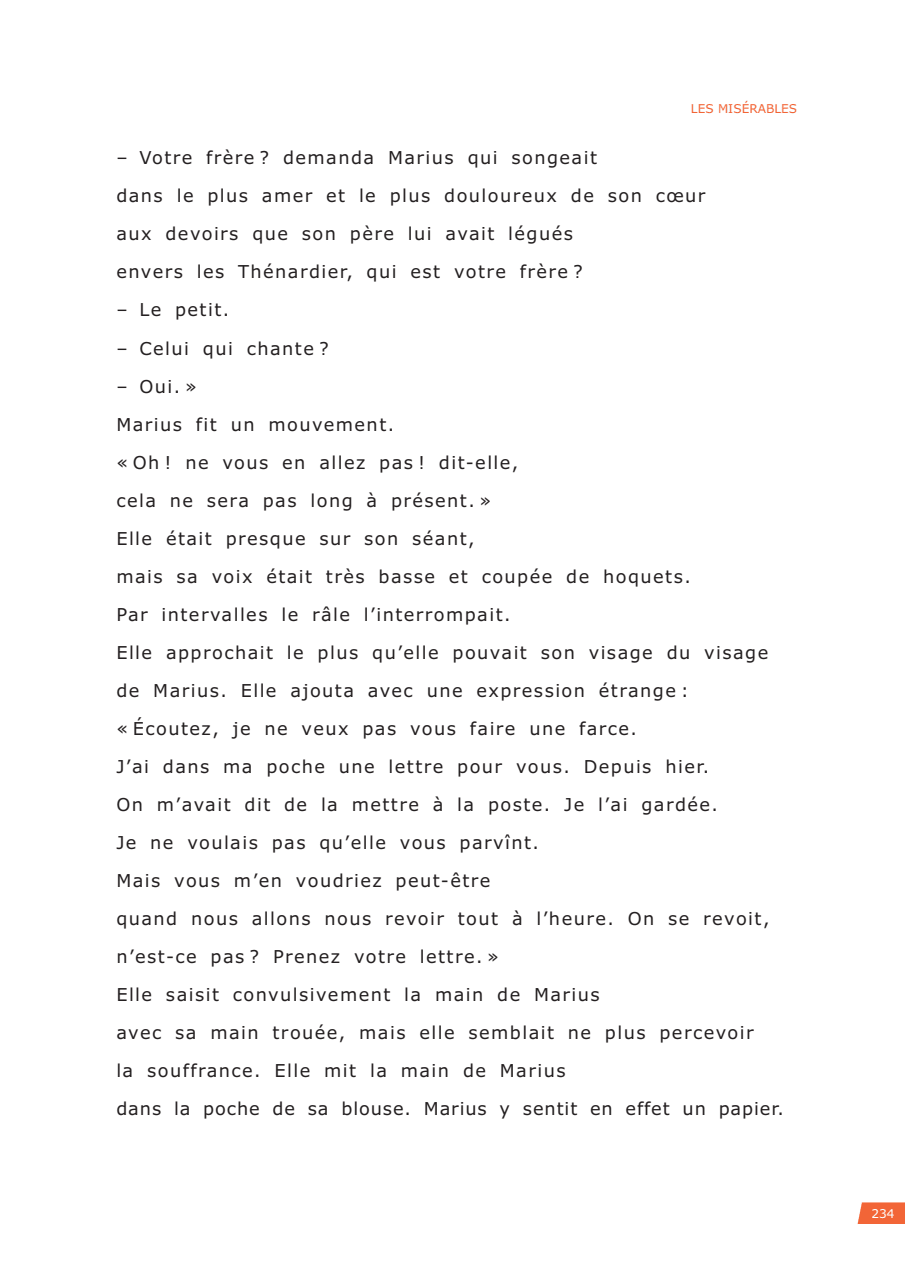 LES MISÉRABLES
– Votre frère ? demanda Marius qui songeait
dans le plus amer et le plus douloureux de son cœur
aux devoirs que son père lui avait légués
envers les Thénardier, qui est votre frère ?
– Le petit.
– Celui qui chante ?
– Oui. »
Marius fit un mouvement.
« Oh ! ne vous en allez pas ! dit-elle,
cela ne sera pas long à présent. »
Elle était presque sur son séant,
mais sa voix était très basse et coupée de hoquets.
Par intervalles le râle l’interrompait.
Elle approchait le plus qu’elle pouvait son visage du visage
de Marius. Elle ajouta avec une expression étrange :
« Écoutez, je ne veux pas vous faire une farce.
J’ai dans ma poche une lettre pour vous. Depuis hier.
On m’avait dit de la mettre à la poste. Je l’ai gardée.
Je ne voulais pas qu’elle vous parvînt.
Mais vous m’en voudriez peut-être
quand nous allons nous revoir tout à l’heure. On se revoit,
n’est-ce pas ? Prenez votre lettre. »
Elle saisit convulsivement la main de Marius
avec sa main trouée, mais elle semblait ne plus percevoir
la souffrance. Elle mit la main de Marius
dans la poche de sa blouse. Marius y sentit en effet un papier.
234